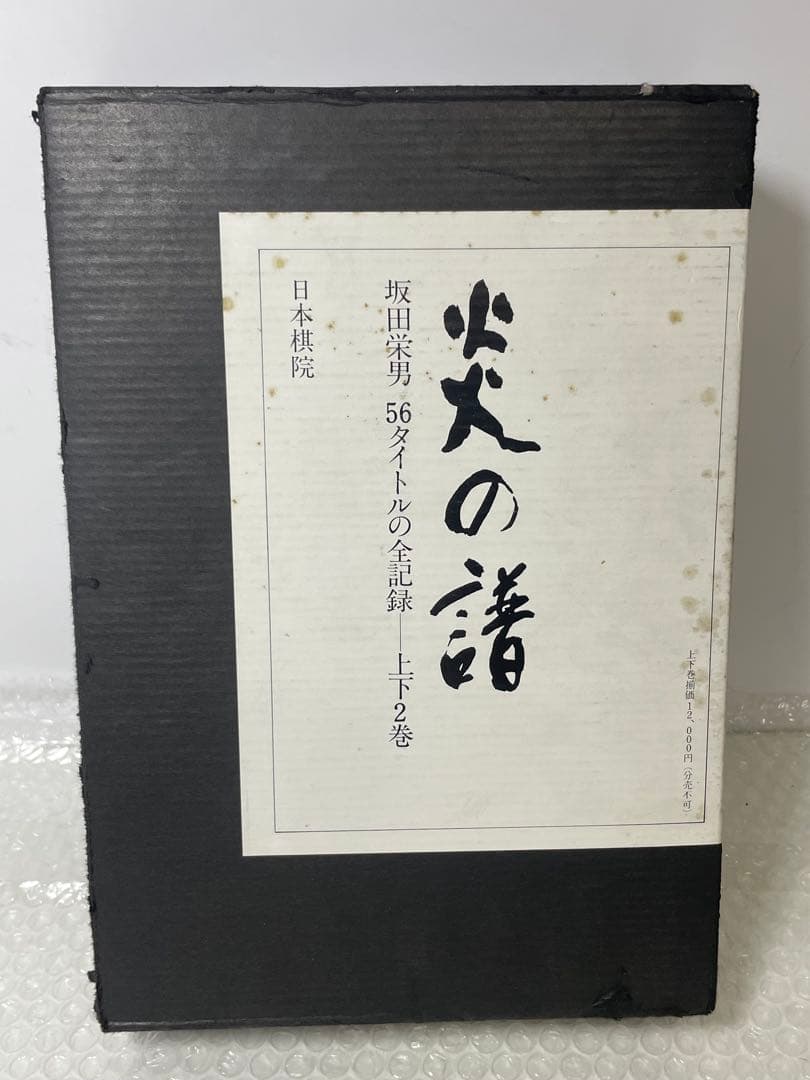 上下巻揃価12、000円(分売不可)
炎の譜
坂田栄男 56タイトルの全記録――上下2巻
日本棋院